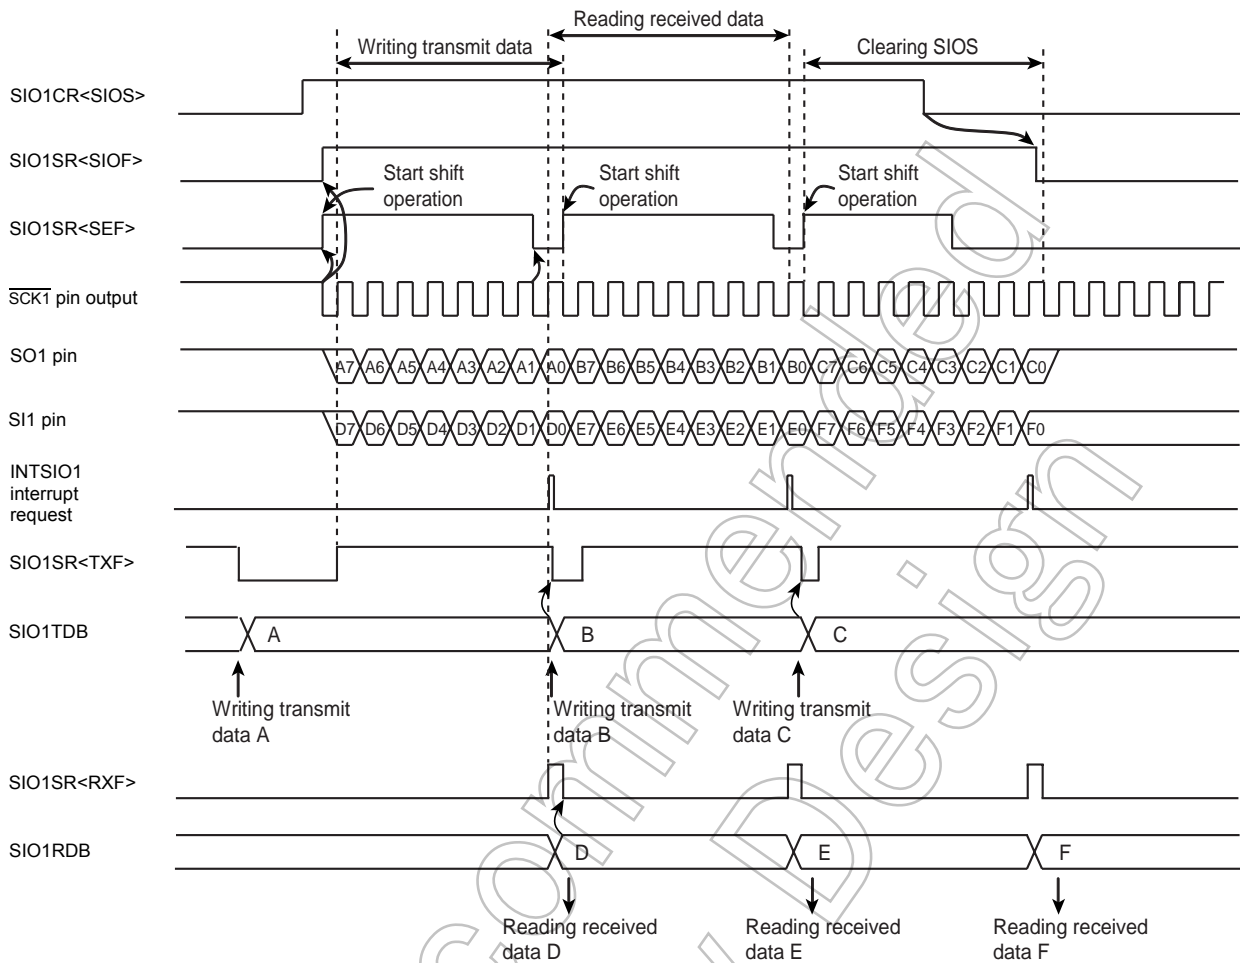 Reading received data
Writing transmit data
Clearing SIOS
SIO1CR<SIOS>
SIO1SR<SIOF>
Start shift
operation
Start shift
operation
Start shift
operation
SIO1SR<SEF>
SCK1 pin output
SO1 pin
A7 A6 A5 A4 A3 A2 A1 A0 B7 B6 B5 B4 B3 B2 B1 B0 C7 C6 C5 C4 C3 C2 C1 C0
SI1 pin
D7 D6 D5 D4 D3 D2 D1 D0 E7 E6 E5 E4 E3 E2 E1 E0 F7 F6 F5 F4 F3 F2 F1 F0
INTSIO1
interrupt
request
SIO1SR<TXF>
SIO1TDB
A
B
C
Writing transmit
data A
Writing transmit
data B
Writing transmit
data C
SIO1SR<RXF>
SIO1RDB
D
E
F
Reading received
data D
Reading received
data E
Reading received
data F
commended
Design